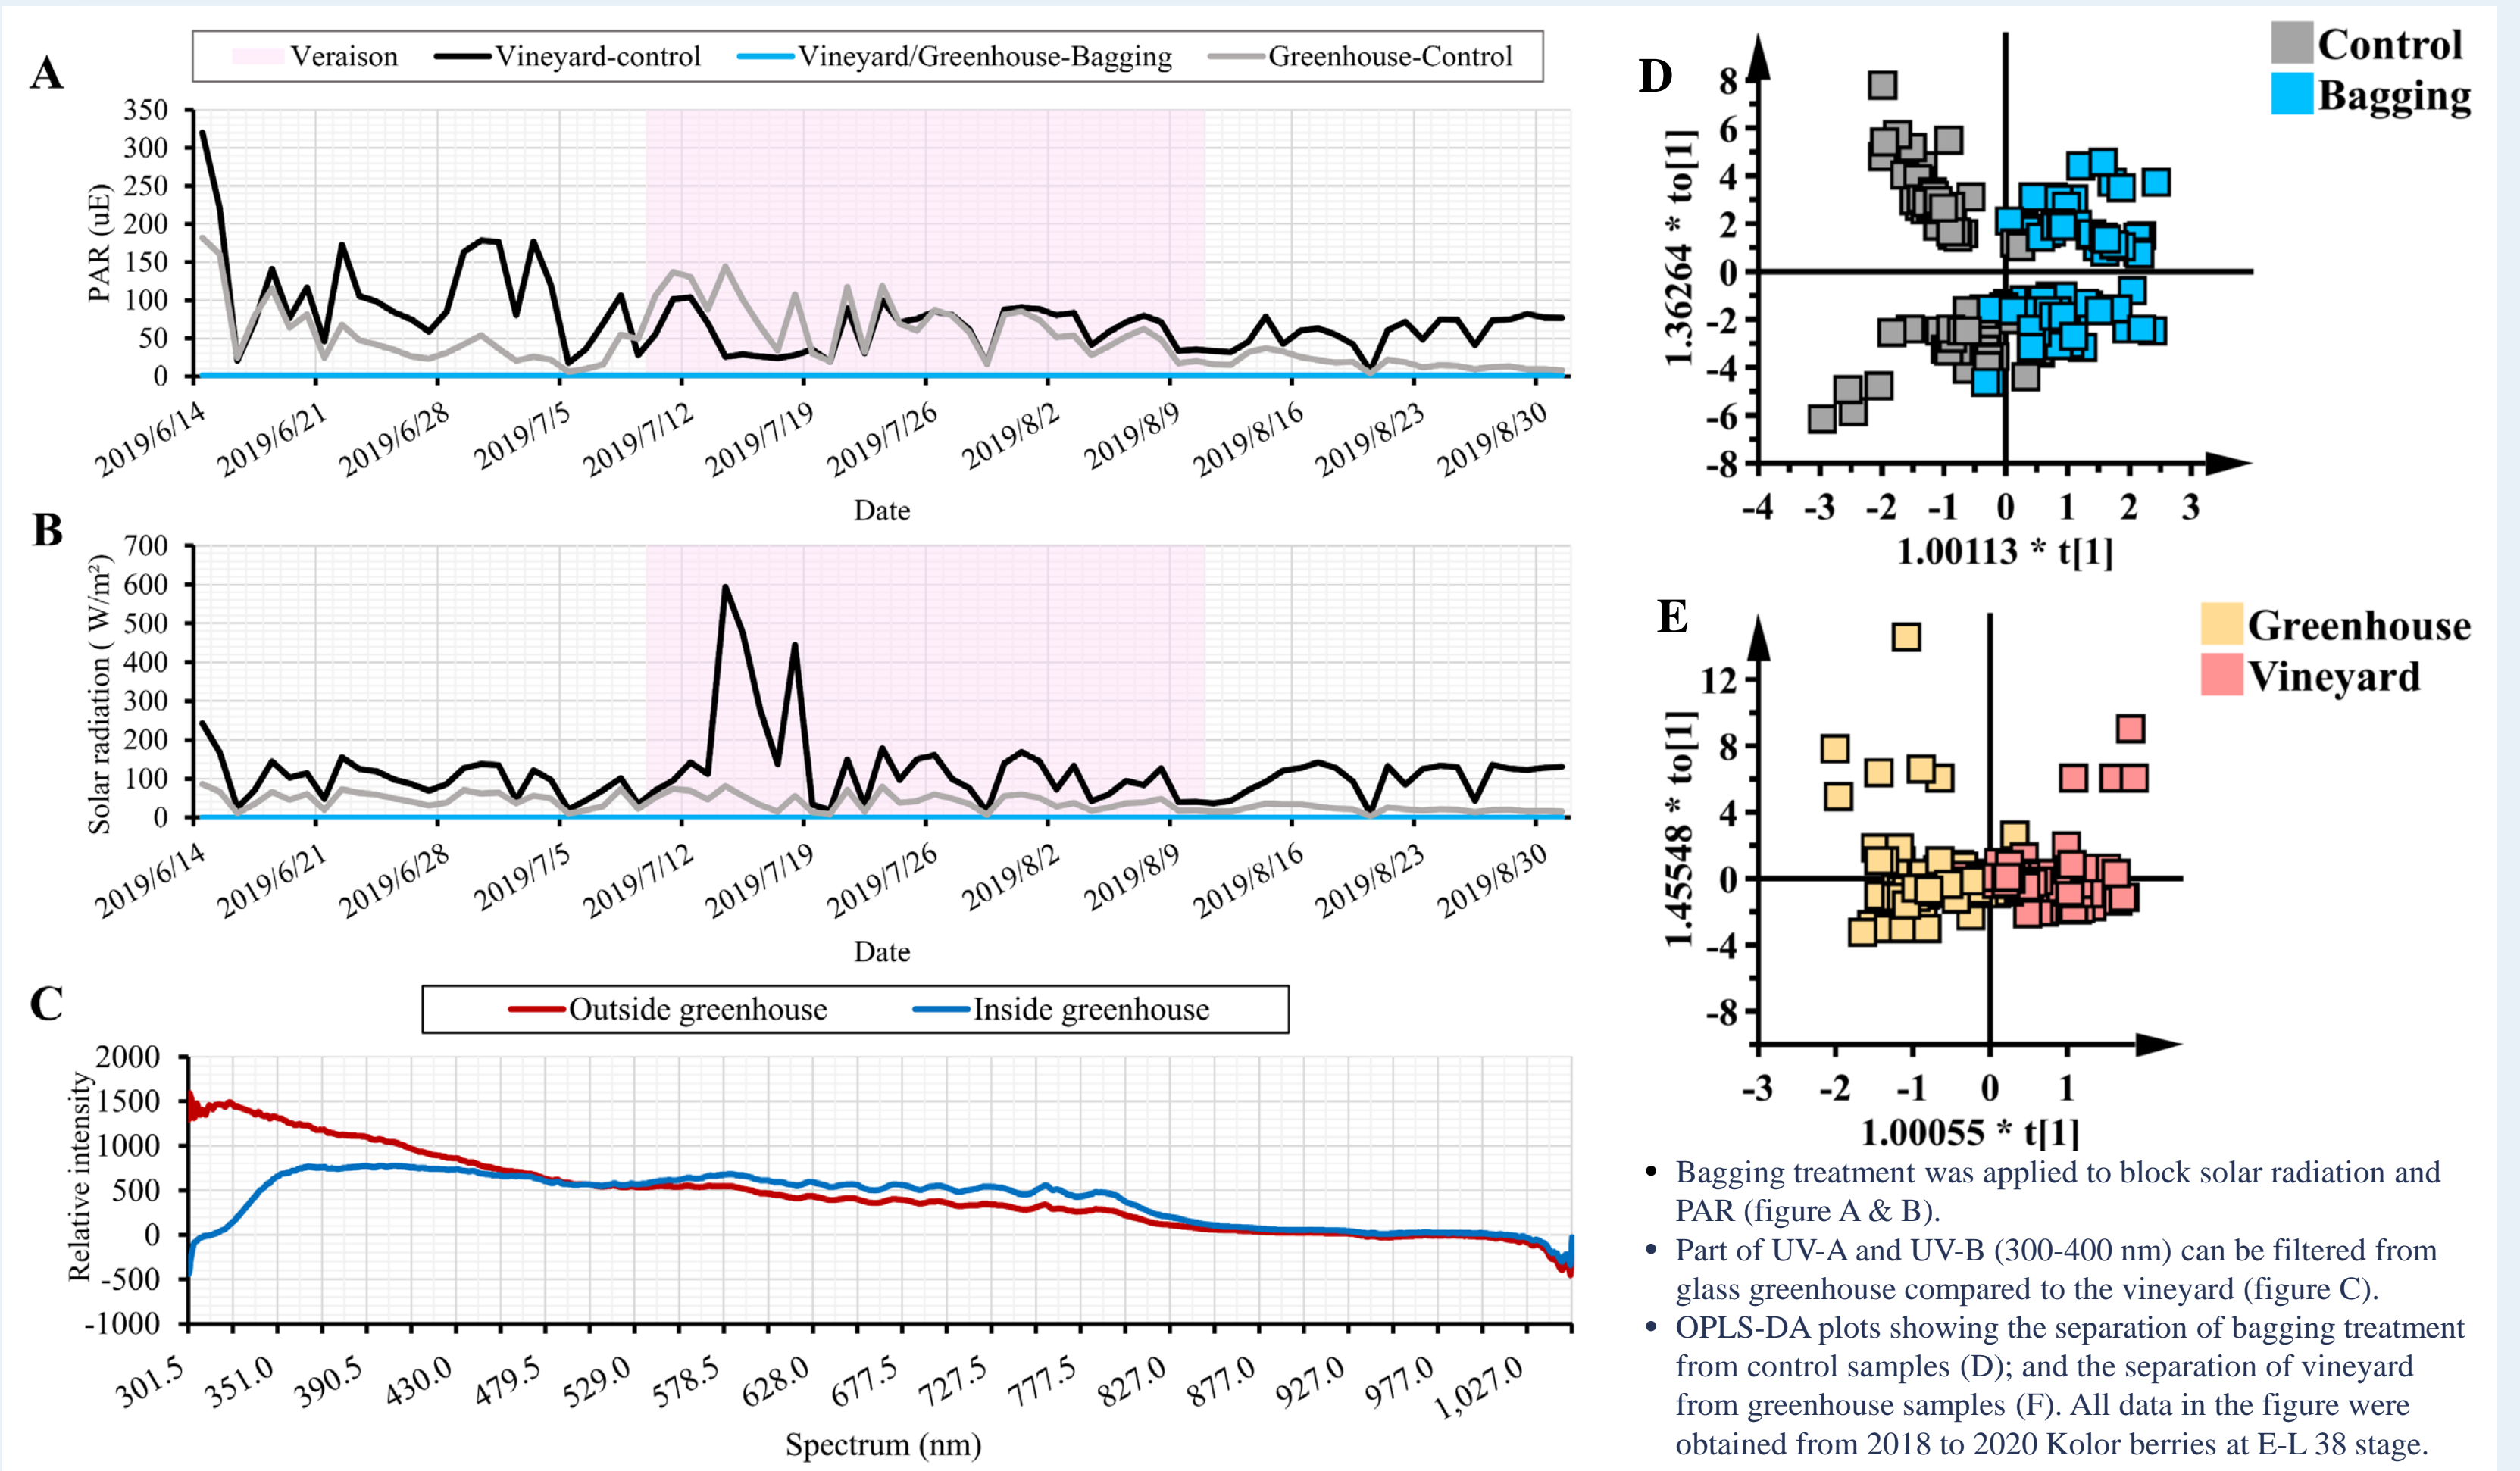 A
Veraison Vineyard-control Vineyard/Greenhouse-Bagging Greenhouse-Control
PAR (uE)
350
300
250
200
150
100
50
0
2019/6/14 2019/6/21 2019/6/28 2019/7/5 2019/7/12 2019/7/19 2019/7/26 2019/8/2 2019/8/9 2019/8/16 2019/8/23 2019/8/30
Date
B
Solar radiation ( W/m²)
700
600
500
400
300
200
100
0
2019/6/14 2019/6/21 2019/6/28 2019/7/5 2019/7/12 2019/7/19 2019/7/26 2019/8/2 2019/8/9 2019/8/16 2019/8/23 2019/8/30
Date
C
Outside greenhouse Inside greenhouse
Relative intensity
2000
1500
1000
500
0
-500
-1000
301.5 351.0 390.5 430.0 479.5 529.0 578.5 628.0 677.5 727.5 777.5 827.0 877.0 927.0 977.0 1,027.0
Spectrum (nm)
D
Control
Bagging
1.36264 * to[1]
8
6
4
2
0
-2
-4
-6
-8
-4 -3 -2 -1 0 1 2 3
1.00113 * t[1]
E
Greenhouse
Vineyard
1.45548 * to[1]
12
8
4
0
-4
-8
-3 -2 -1 0 1
1.00055 * t[1]
• Bagging treatment was applied to block solar radiation and
PAR (figure A & B).
• Part of UV-A and UV-B (300-400 nm) can be filtered from
glass greenhouse compared to the vineyard (figure C).
• OPLS-DA plots showing the separation of bagging treatment
from control samples (D); and the separation of vineyard
from greenhouse samples (F). All data in the figure were
obtained from 2018 to 2020 Kolor berries at E-L 38 stage.